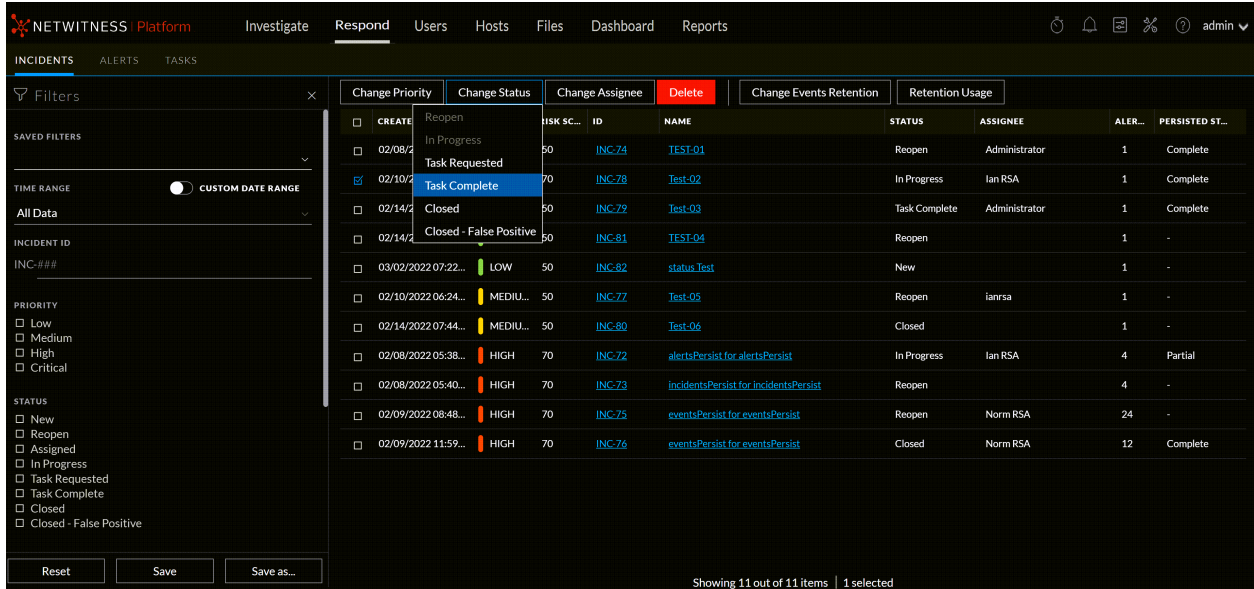 NETWITNESS Platform Investigate Respond Users Hosts Files Dashboard Reports admin
INCIDENTS ALERTS TASKS
Filters
SAVED FILTERS
TIME RANGE CUSTOM DATE RANGE
All Data
INCIDENT ID
INC-###
PRIORITY
Low
Medium
High
Critical
STATUS
New
Reopen
Assigned
In Progress
Task Requested
Task Complete
Closed
Closed - False Positive
Reset Save Save as...
Change Priority Change Status Change Assignee Delete Change Events Retention Retention Usage
Reopen
In Progress
Task Requested
Task Complete
Closed
Closed - False Positive
CREATE RISK SC... ID NAME STATUS ASSIGNEE ALER... PERSISTED ST...
02/08/2 50 INC-74 TEST-01 Reopen Administrator 1 Complete
02/10/2 70 INC-78 Test-02 In Progress Ian RSA 1 Complete
02/14/2 50 INC-79 Test-03 Task Complete Administrator 1 Complete
02/14/2 50 INC-81 TEST-04 Reopen 1 -
03/02/2022 07:22... LOW 50 INC-82 status Test New 1 -
02/10/2022 06:24... MEDIU... 50 INC-77 Test-05 Reopen ianrsa 1 -
02/14/2022 07:44... MEDIU... 50 INC-80 Test-06 Closed 1 -
02/08/2022 05:38... HIGH 70 INC-72 alertsPersist for alertsPersist In Progress Ian RSA 4 Partial
02/08/2022 05:40... HIGH 70 INC-73 incidentsPersist for incidentsPersist Reopen 4 -
02/09/2022 08:48... HIGH 70 INC-75 eventsPersist for eventsPersist Reopen Norm RSA 24 -
02/09/2022 11:59... HIGH 70 INC-76 eventsPersist for eventsPersist Closed Norm RSA 12 Complete
Showing 11 out of 11 items | 1 selected